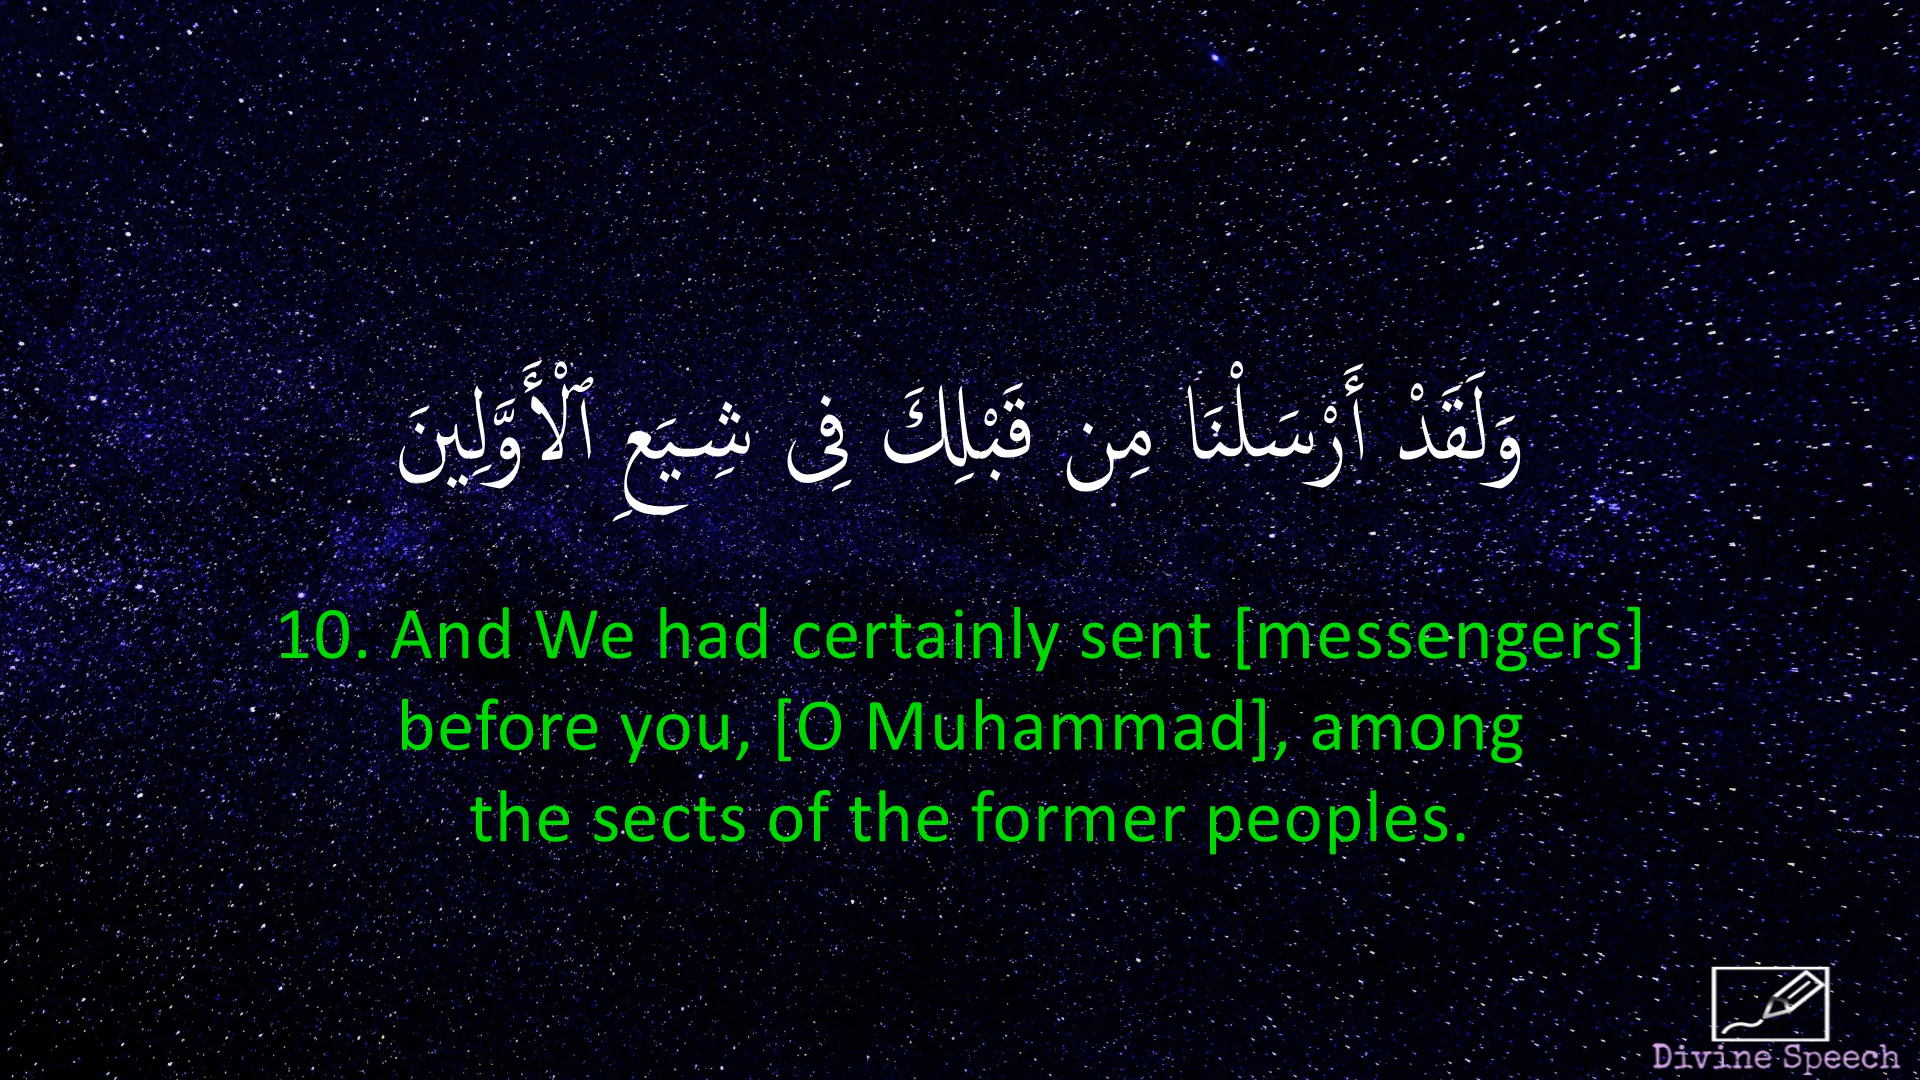 وَلَقَدْ أَرْسَلْنَا مِن قَبْلِكَ فِى شِيَعِ ٱلْأَوَّلِينَ
10. And We had certainly sent [messengers]
before you, [O Muhammad], among
the sects of the former peoples.
Divine Speech